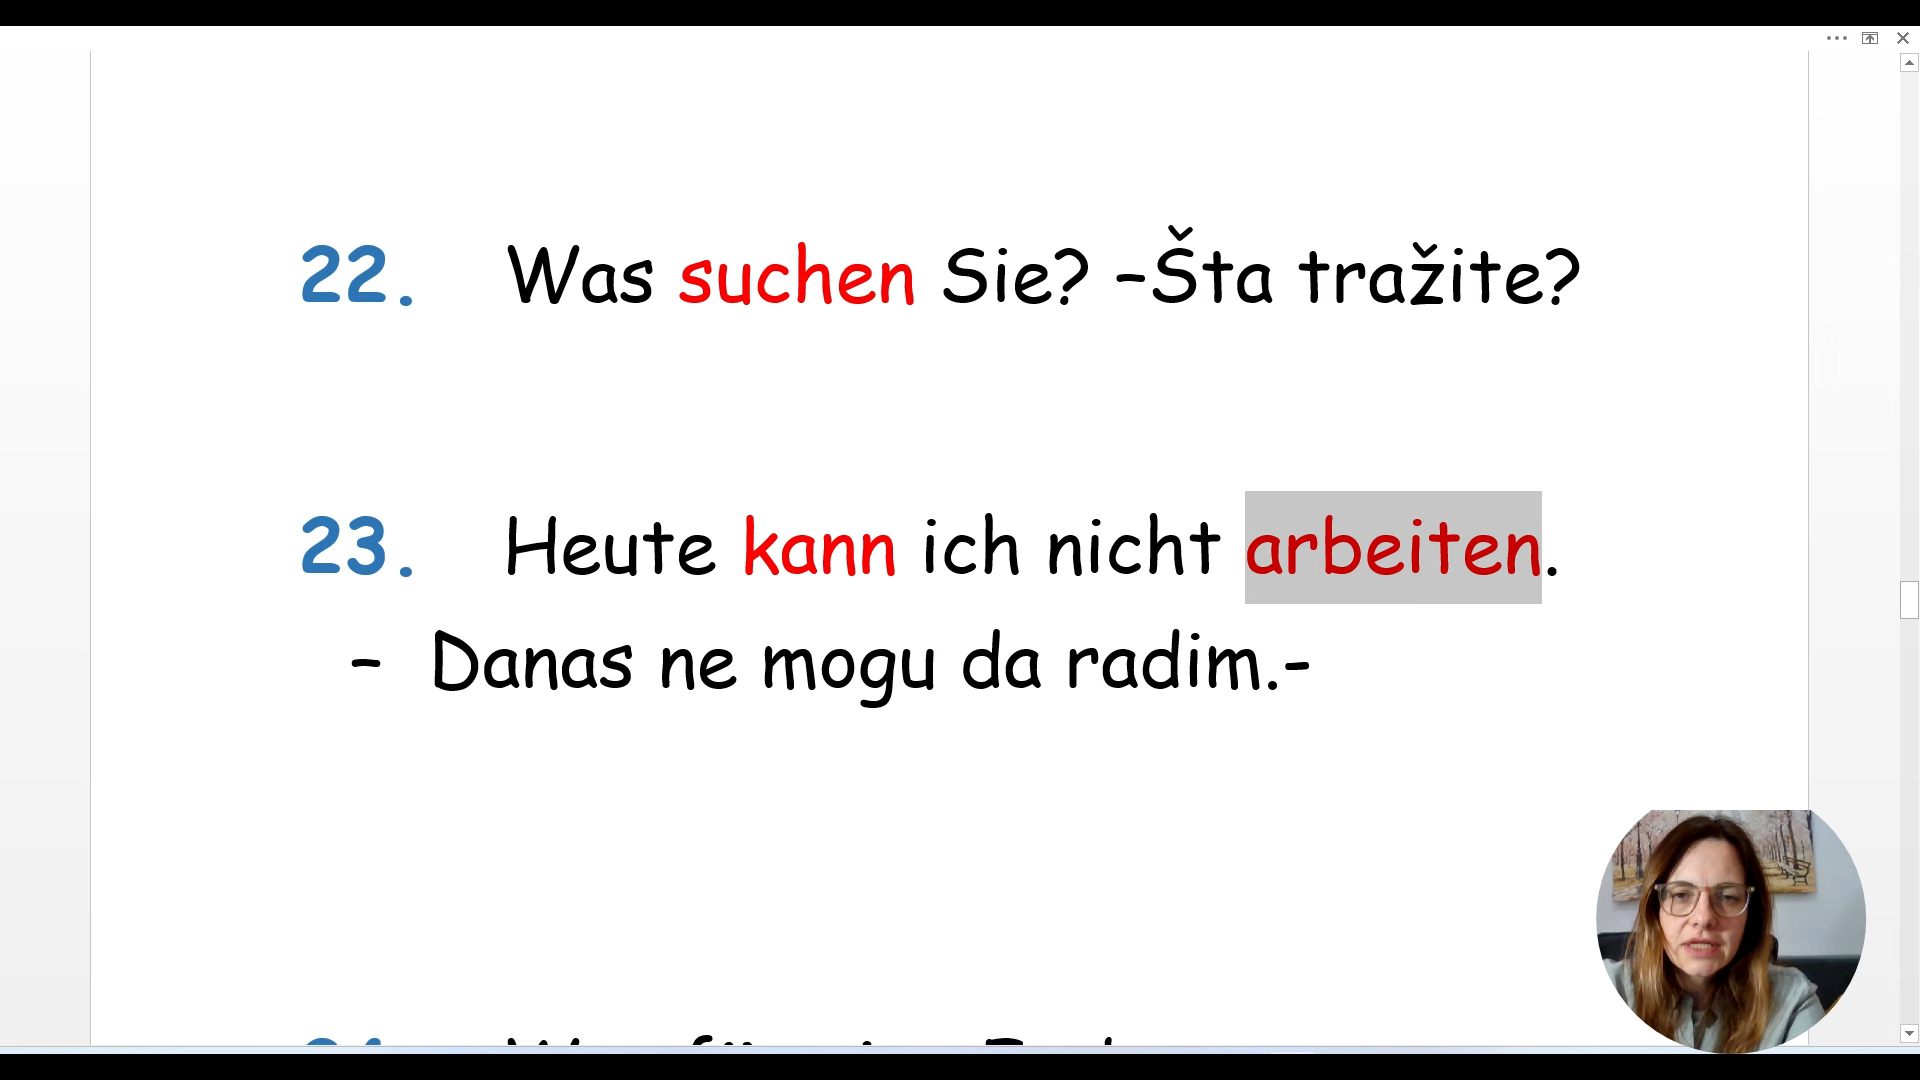 22. Was suchen Sie? –Šta tražite?
23. Heute kann ich nicht arbeiten.
– Danas ne mogu da radim.-